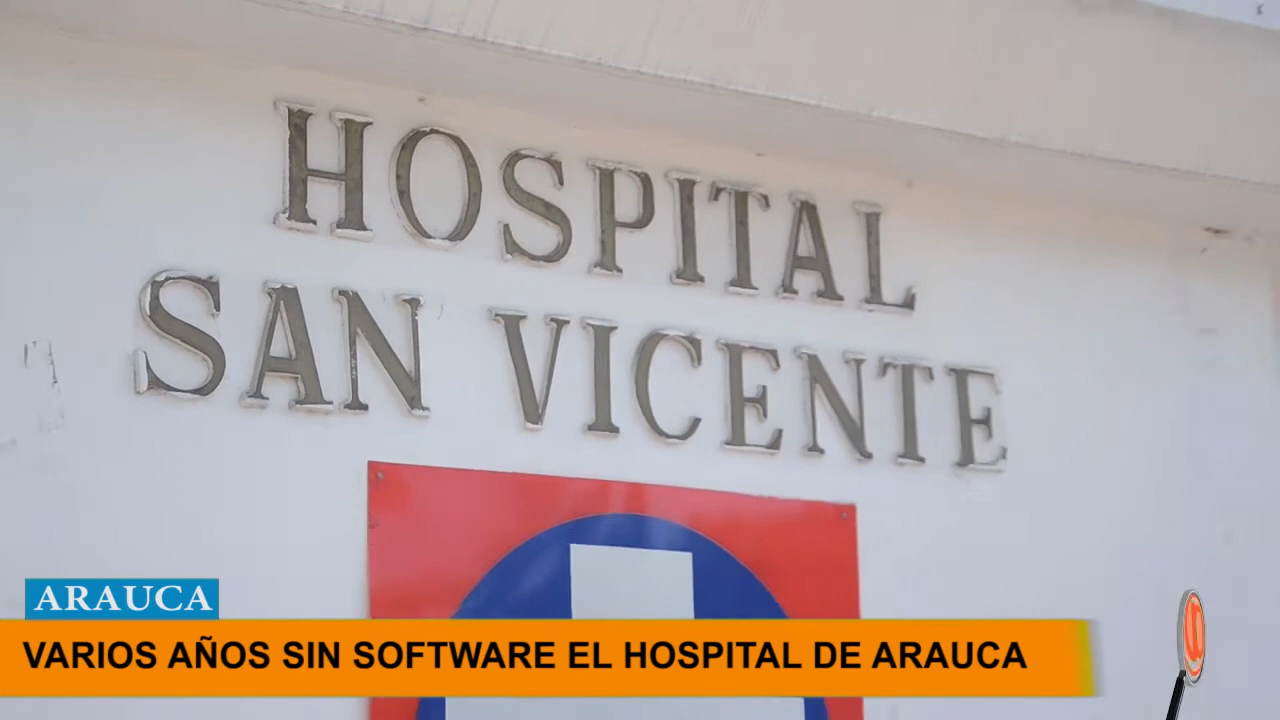 HOSPITAL
SAN VICENTE
ARAUCA
VARIOS AÑOS SIN SOFTWARE EL HOSPITAL DE ARAUCA